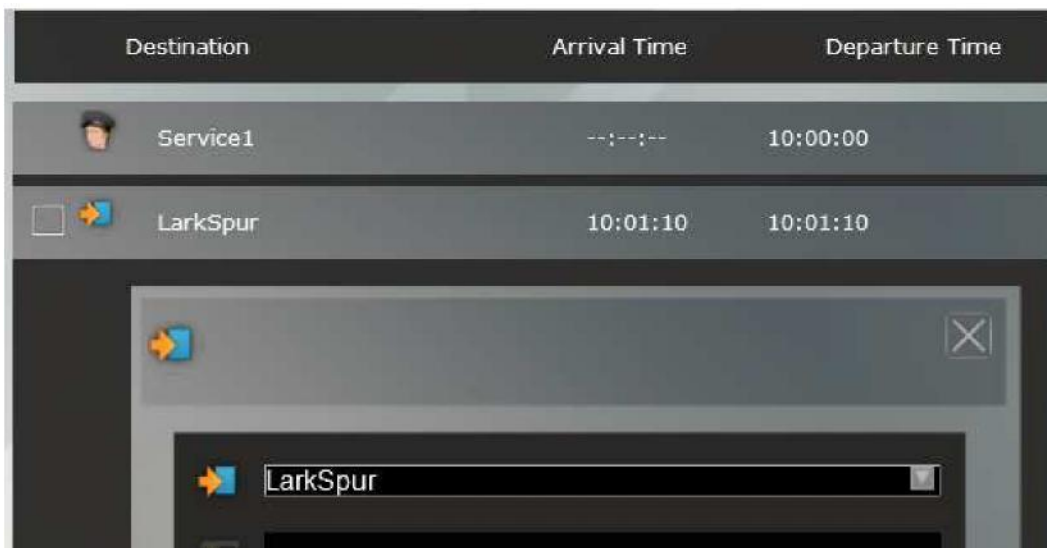 Destination Arrival Time Departure Time
Service1 --:--:-- 10:00:00
LarkSpur 10:01:10 10:01:10
LarkSpur